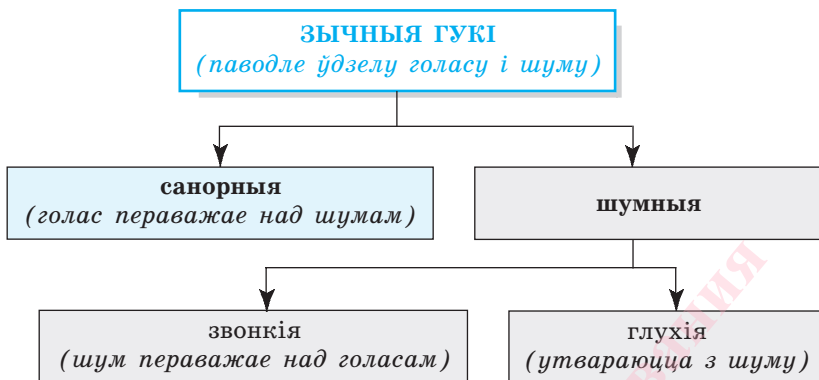 ЗЫЧНЫЯ ГУКІ
(паводле ўдзелу голасу і шуму)
санорныя
(голас пераважае над шумам)
шумныя
звонкія
(шум пераважае над голасам)
глухія
(утвараюцца з шуму)